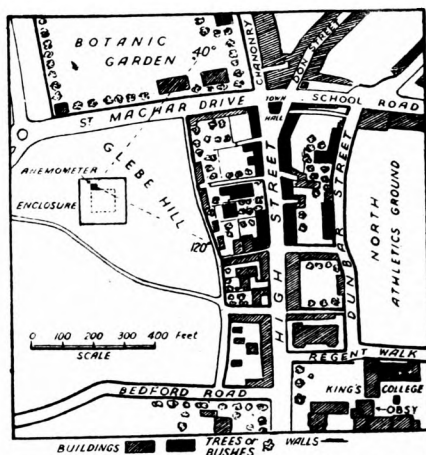 BOTANIC
GARDEN
40°
CHANONRY
DON STREET
ST MACHAR DRIVE
TOWN
HALL
SCHOOL ROAD
GLEBE HILL
ANEMOMETER
ENCLOSURE
120°
HIGH STREET
DUNBAR STREET
NORTH
ATHLETICS GROUND
0 100 200 300 400 Feet
SCALE
REGENT WALK
BEDFORD ROAD
KING'S COLLEGE
OBSY
BUILDINGS TREES OR BUSHES WALLS